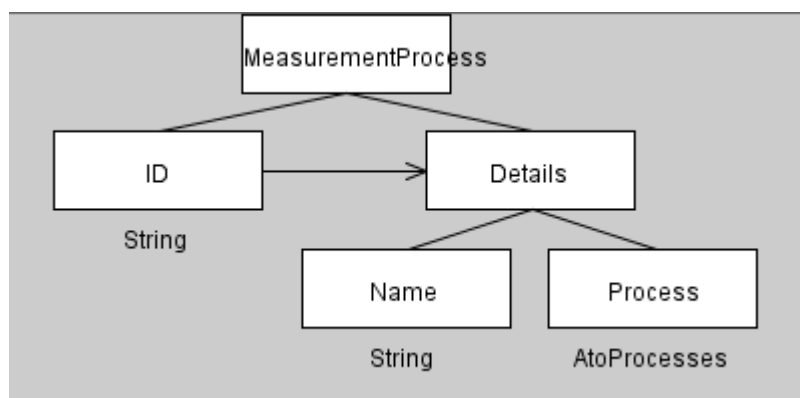 MeasurementProcess
ID
Details
String
Name
Process
String
AtoProcesses